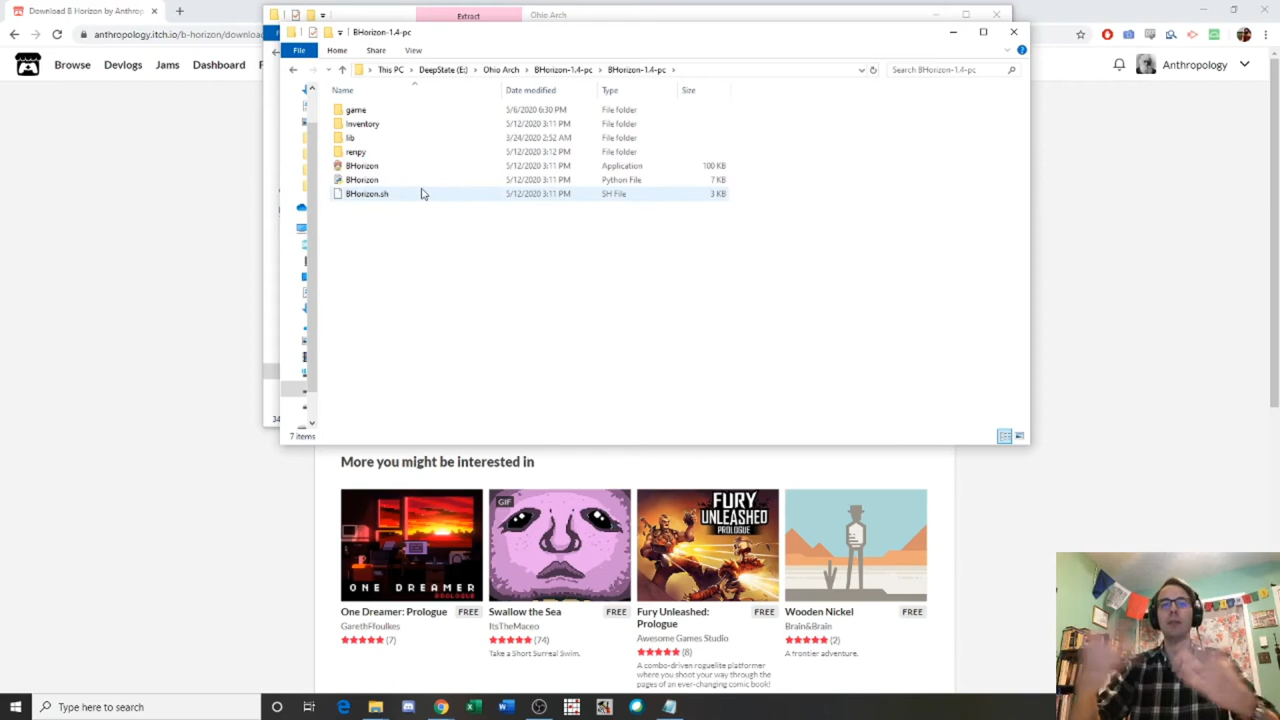 Download B Horizon by Anthrop
Extract
Ohio Arch
anthropology.itch.io/b-horizon/download
BHorizon-1.4-pc
File
Home
Share
View
Browse
Devlogs
Jams
Dashboard
Anthropology
This PC
DeepState (E:)
Ohio Arch
BHorizon-1.4-pc
BHorizon-1.4-pc
Search BHorizon-1.4-pc
Name
Date modified
Type
Size
game
5/6/2020 6:30 PM
File folder
Inventory
5/12/2020 3:11 PM
File folder
lib
3/24/2020 2:52 AM
File folder
renpy
5/12/2020 3:12 PM
File folder
BHorizon
5/12/2020 3:11 PM
Application
100 KB
BHorizon
5/12/2020 3:11 PM
Python File
7 KB
BHorizon.sh
5/12/2020 3:11 PM
SH File
3 KB
7 items
More you might be interested in
ONE DREAMER
PROLOGUE
GIF
FURY
UNLEASHED
PROLOGUE
One Dreamer: Prologue
FREE
GarethFfoulkes
(7)
Swallow the Sea
FREE
ItsTheMaceo
(74)
Take a Short Surreal Swim.
Fury Unleashed:
Prologue
FREE
Awesome Games Studio
(8)
A combo-driven roguelite platformer
where you shoot your way through the
pages of an ever-changing comic book!
Wooden Nickel
FREE
Brain&Brain
(2)
A frontier adventure.
Type here to search